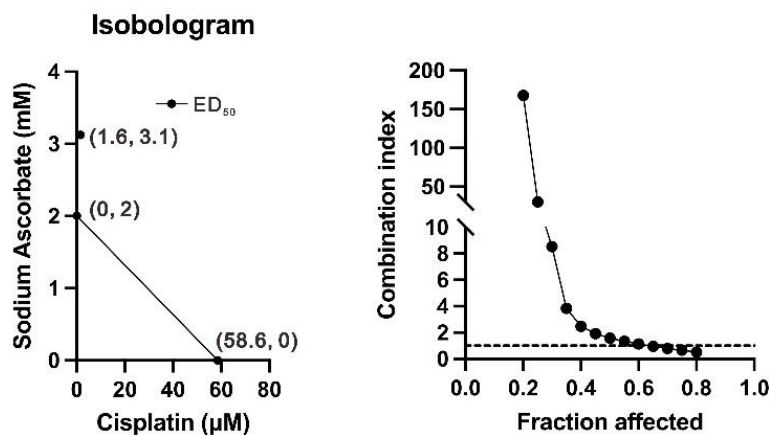 Isobologram
Sodium Ascorbate (mM)
4
3
2
1
0
ED₅₀
(1.6, 3.1)
(0, 2)
(58.6, 0)
0 20 40 60 80
Cisplatin (μM)
Combination index
200
150
100
50
10
8
6
4
2
0
0.0 0.2 0.4 0.6 0.8 1.0
Fraction affected